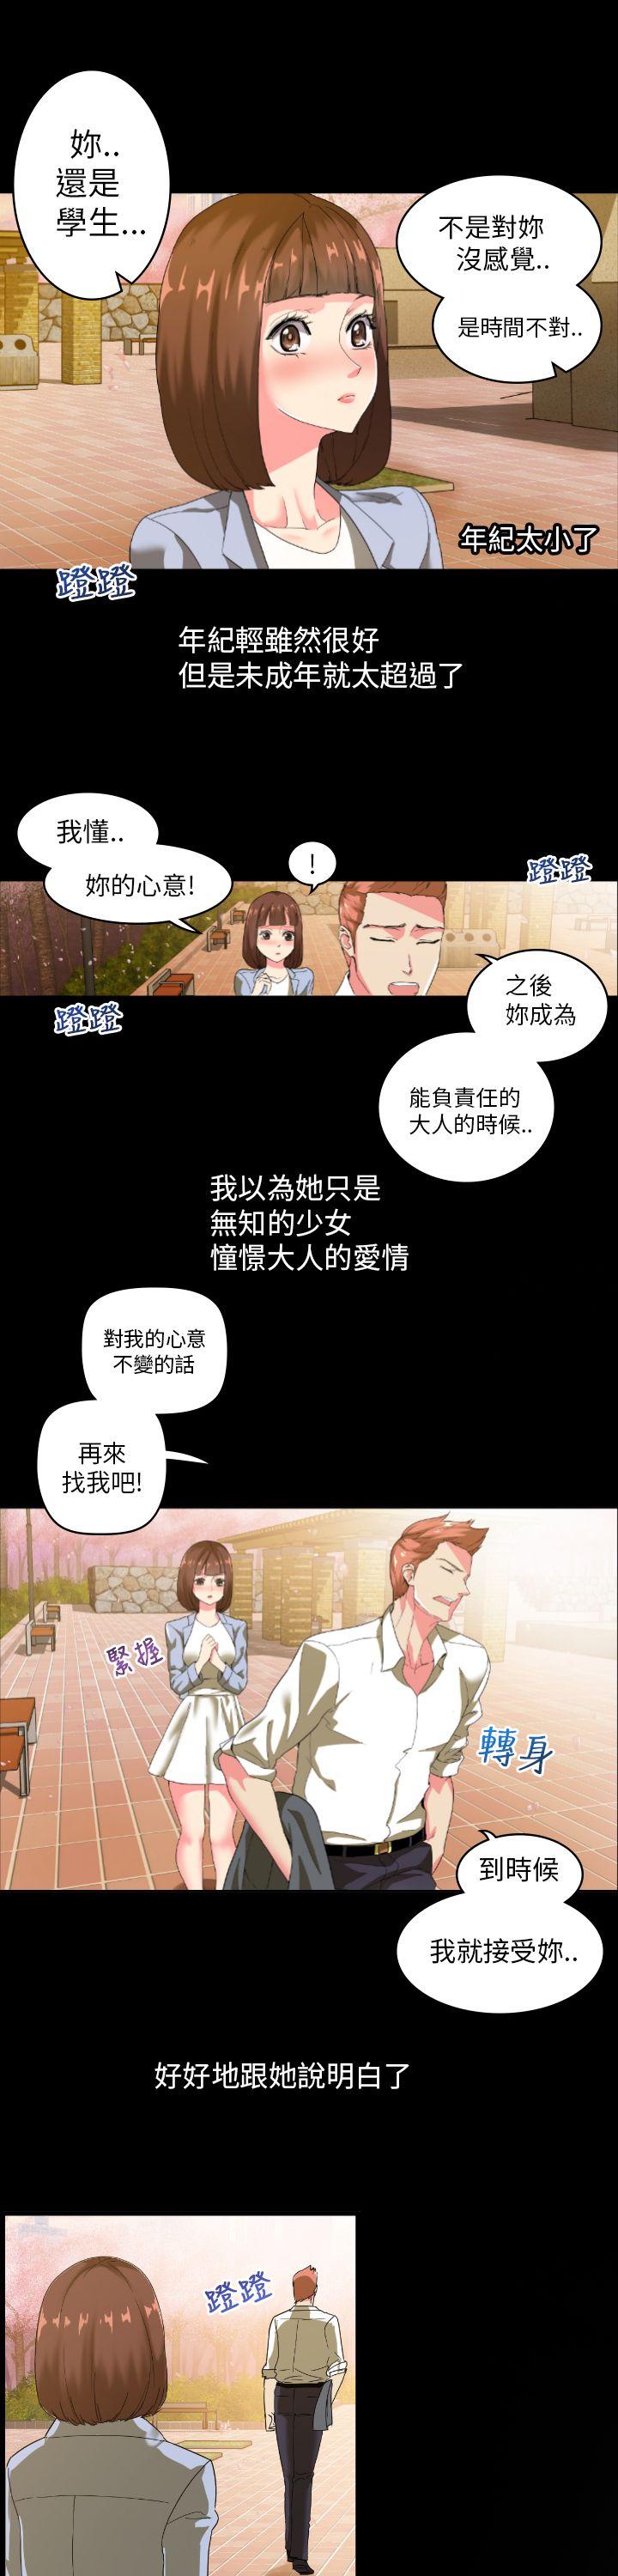 妳..
還是
學生...
不是對妳
沒感覺..
是時間不對..
年紀太小了
蹬蹬
年紀輕雖然很好
但是未成年就太超過了
我懂..
妳的心意!
!
蹬蹬
蹬蹬
之後
妳成為
能負責任的
大人的時候..
我以為她只是
無知的少女
憧憬大人的愛情
對我的心意
不變的話
再來
找我吧!
緊握
轉身
到時候
我就接受妳..
好好地跟她說明白了
蹬蹬